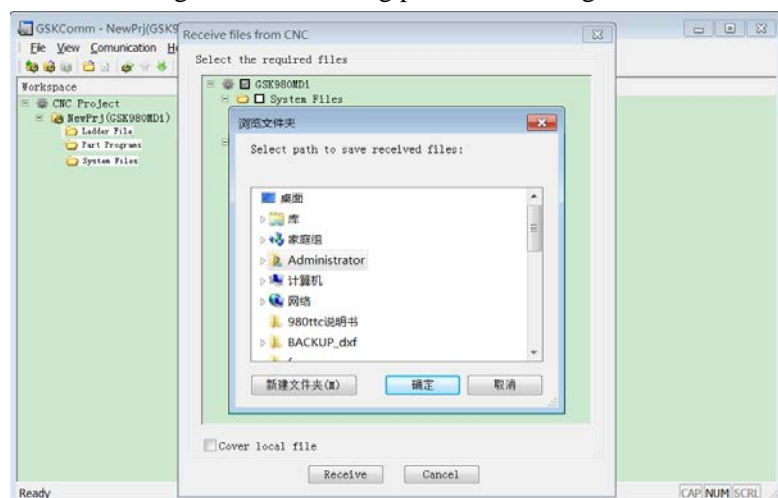 GSKComm - NewPrj(GSK9
File View Comunication He
Workspace
CNC Project
NewPrj(GSK980MD1)
Ladder File
Part Programs
System Files
Receive files from CNC
Select the required files
GSK980MD1
System Files
浏览文件夹
Select path to save received files:
桌面
库
家庭组
Administrator
计算机
网络
980ttc说明书
BACKUP_dxf
新建文件夹(M) 确定 取消
Cover local file
Receive Cancel
Ready CAP NUM SCRL